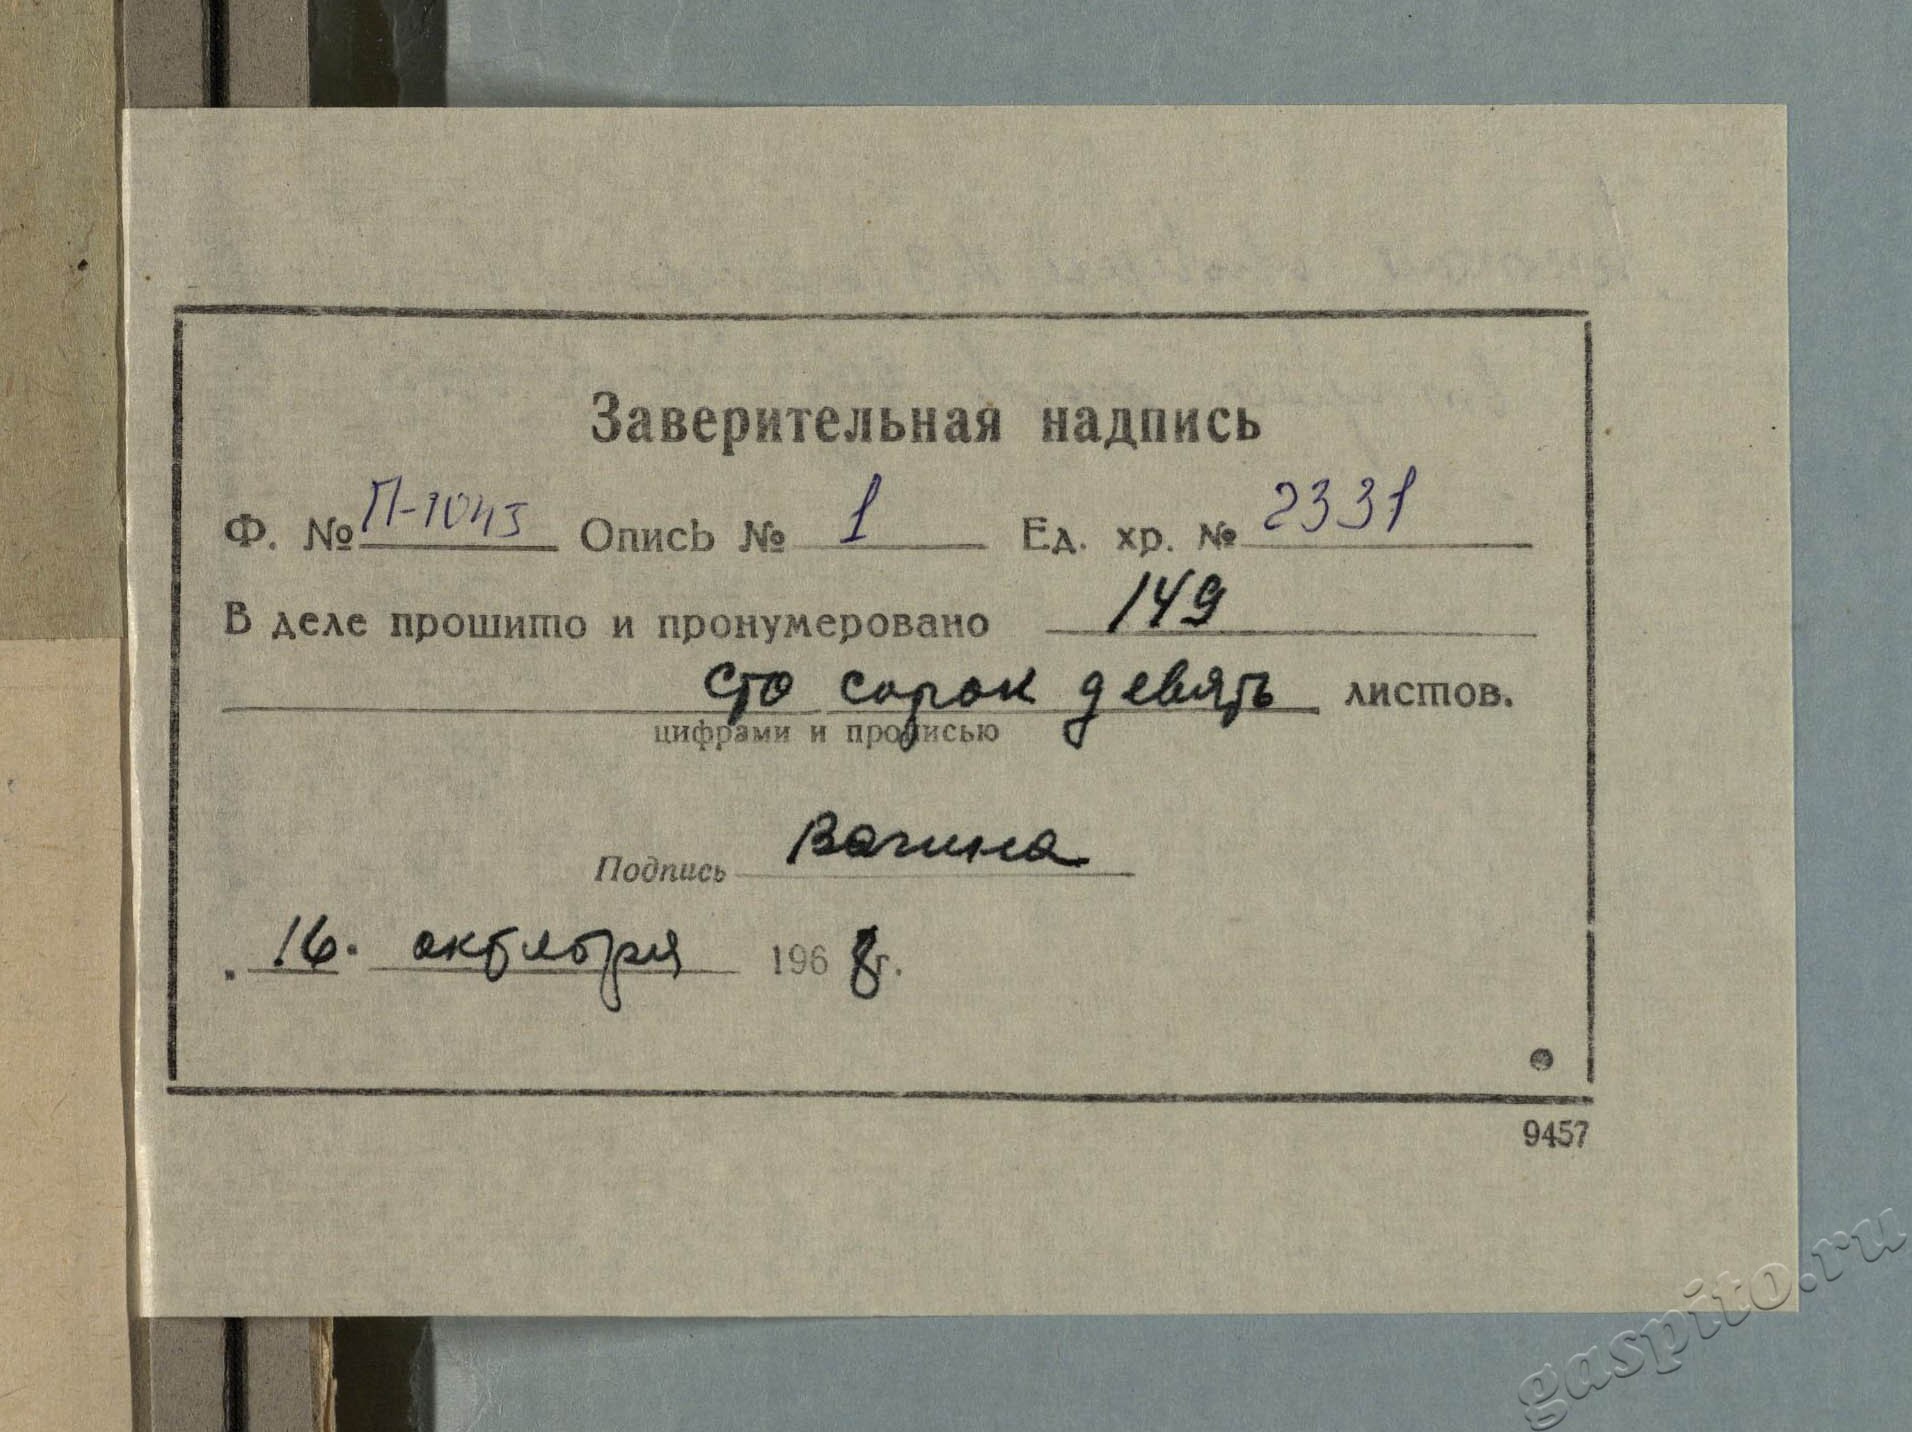 Заверительная надпись
Ф. № П-1043 Опись № 1 Ед. хр. № 2331
В деле прошито и пронумеровано 149
сто сорок девять листов.
цифрами и прописью
Подпись Вагина
16. октября 1968г.
9457
gaspito.ru